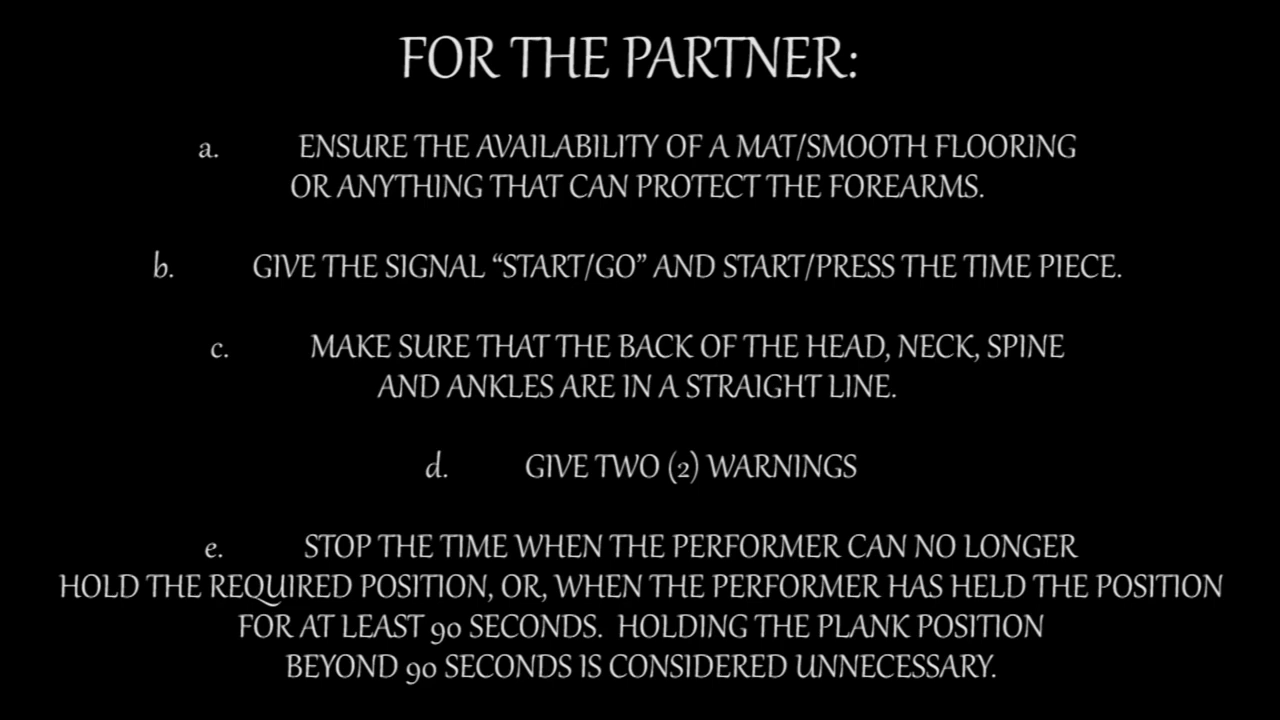 FOR THE PARTNER:
a. ENSURE THE AVAILABILITY OF A MAT/SMOOTH FLOORING
OR ANYTHING THAT CAN PROTECT THE FOREARMS.
b. GIVE THE SIGNAL “START/GO” AND START/PRESS THE TIME PIECE.
c. MAKE SURE THAT THE BACK OF THE HEAD, NECK, SPINE
AND ANKLES ARE IN A STRAIGHT LINE.
d. GIVE TWO (2) WARNINGS
e. STOP THE TIME WHEN THE PERFORMER CAN NO LONGER
HOLD THE REQUIRED POSITION, OR, WHEN THE PERFORMER HAS HELD THE POSITION
FOR AT LEAST 90 SECONDS. HOLDING THE PLANK POSITION
BEYOND 90 SECONDS IS CONSIDERED UNNECESSARY.